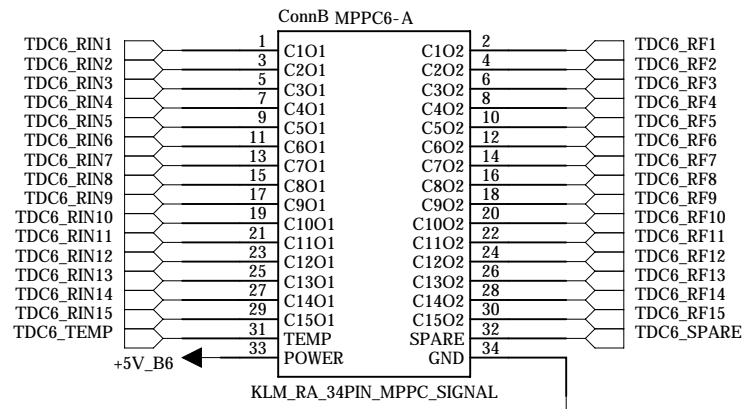 ConnB MPPC6-A
TDC6_RIN1 1 C1O1 C1O2 2 TDC6_RF1
TDC6_RIN2 3 C2O1 C2O2 4 TDC6_RF2
TDC6_RIN3 5 C3O1 C3O2 6 TDC6_RF3
TDC6_RIN4 7 C4O1 C4O2 8 TDC6_RF4
TDC6_RIN5 9 C5O1 C5O2 10 TDC6_RF5
TDC6_RIN6 11 C6O1 C6O2 12 TDC6_RF6
TDC6_RIN7 13 C7O1 C7O2 14 TDC6_RF7
TDC6_RIN8 15 C8O1 C8O2 16 TDC6_RF8
TDC6_RIN9 17 C9O1 C9O2 18 TDC6_RF9
TDC6_RIN10 19 C10O1 C10O2 20 TDC6_RF10
TDC6_RIN11 21 C11O1 C11O2 22 TDC6_RF11
TDC6_RIN12 23 C12O1 C12O2 24 TDC6_RF12
TDC6_RIN13 25 C13O1 C13O2 26 TDC6_RF13
TDC6_RIN14 27 C14O1 C14O2 28 TDC6_RF14
TDC6_RIN15 29 C15O1 C15O2 30 TDC6_RF15
TDC6_TEMP 31 TEMP SPARE 32 TDC6_SPARE
+5V_B6 33 POWER GND 34
KLM_RA_34PIN_MPPC_SIGNAL